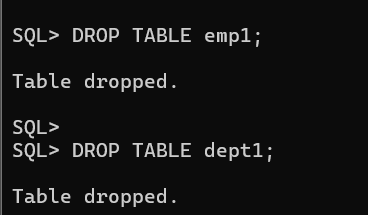 SQL> DROP TABLE emp1;
Table dropped.
SQL>
SQL> DROP TABLE dept1;
Table dropped.